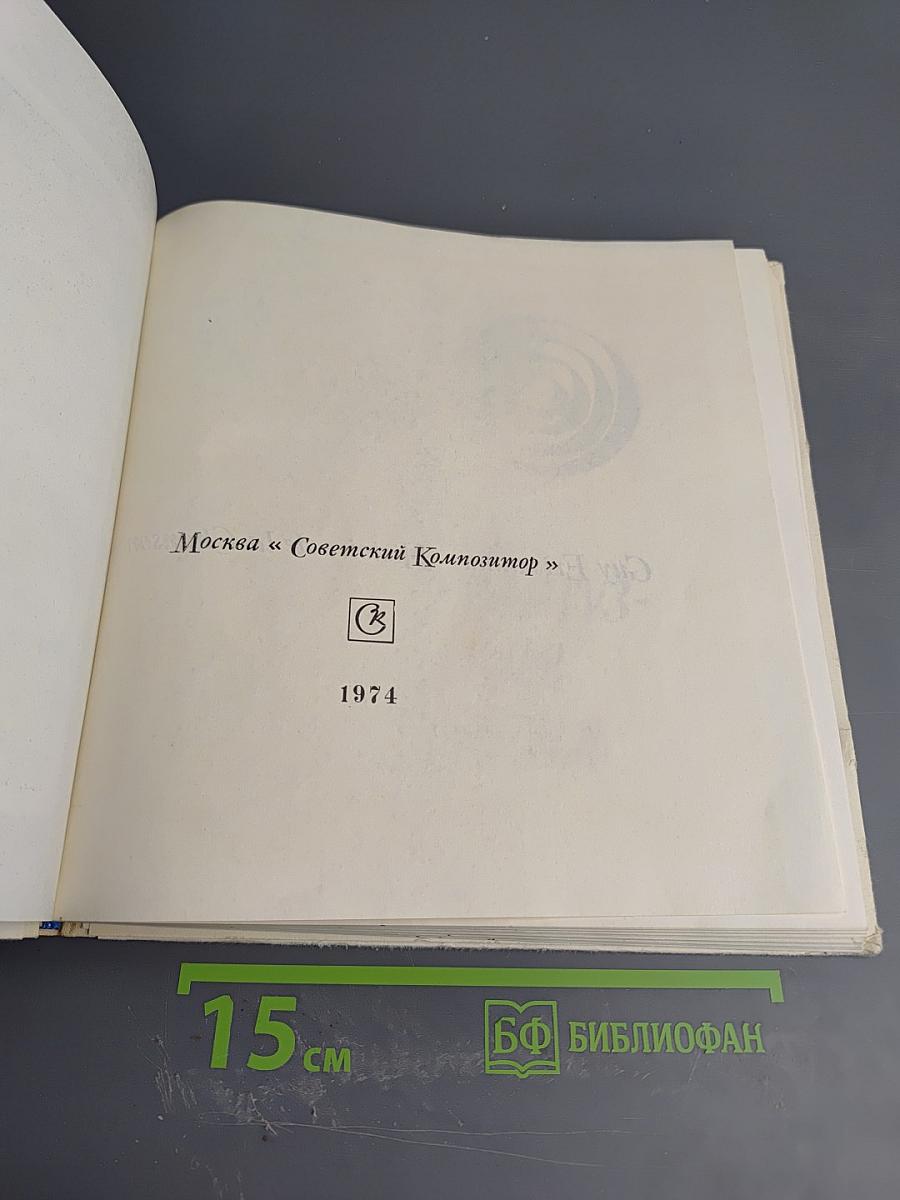 Москва « Советский Композитор »
СК
1974
15 см
БФ БИБЛИОФАН